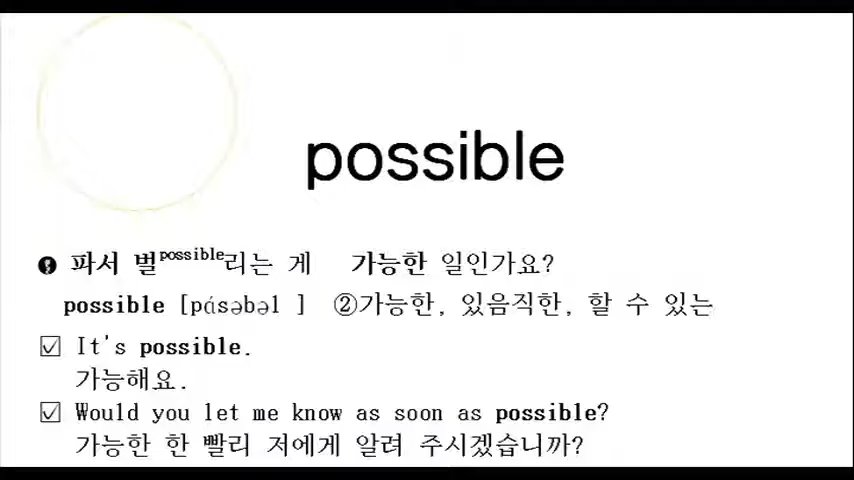 possible
파서 벌possible리는 게 가능한 일인가요?
possible [pάsəbəl ] ②가능한, 있음직한, 할 수 있는
☑ It's possible.
가능해요.
☑ Would you let me know as soon as possible?
가능한 한 빨리 저에게 알려 주시겠습니까?